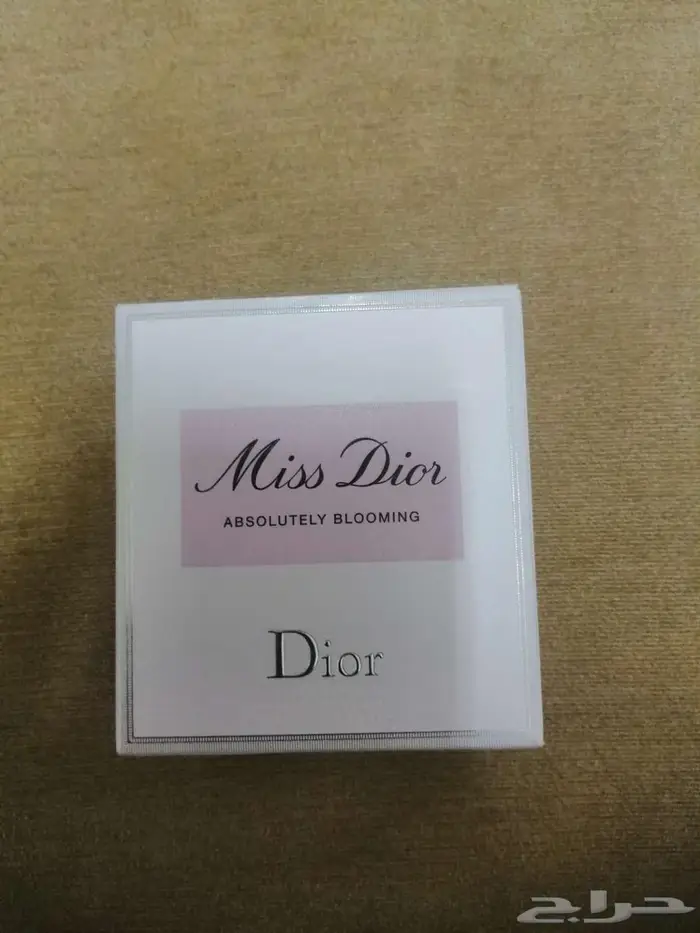 Miss Dior
ABSOLUTELY BLOOMING
Dior
حراج